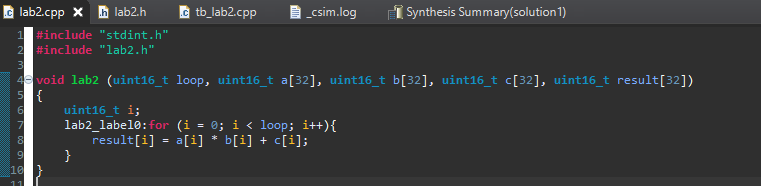 lab2.cpp lab2.h tb_lab2.cpp _csim.log Synthesis Summary(solution1)
1 #include "stdint.h"
2 #include "lab2.h"
3
4 void lab2 (uint16_t loop, uint16_t a[32], uint16_t b[32], uint16_t c[32], uint16_t result[32])
5 {
6     uint16_t i;
7     lab2_label0:for (i = 0; i < loop; i++){
8         result[i] = a[i] * b[i] + c[i];
9     }
10 }
11